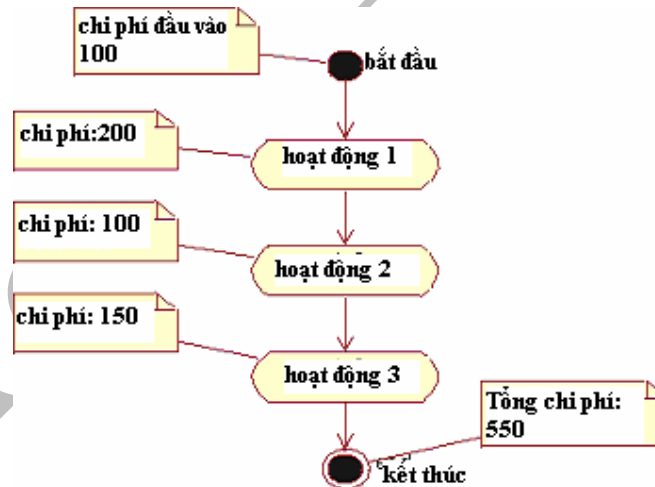 chi phí đầu vào
100
bắt đầu
chi phí:200
hoạt động 1
chi phí: 100
hoạt động 2
chi phí: 150
hoạt động 3
Tổng chi phí:
550
kết thúc